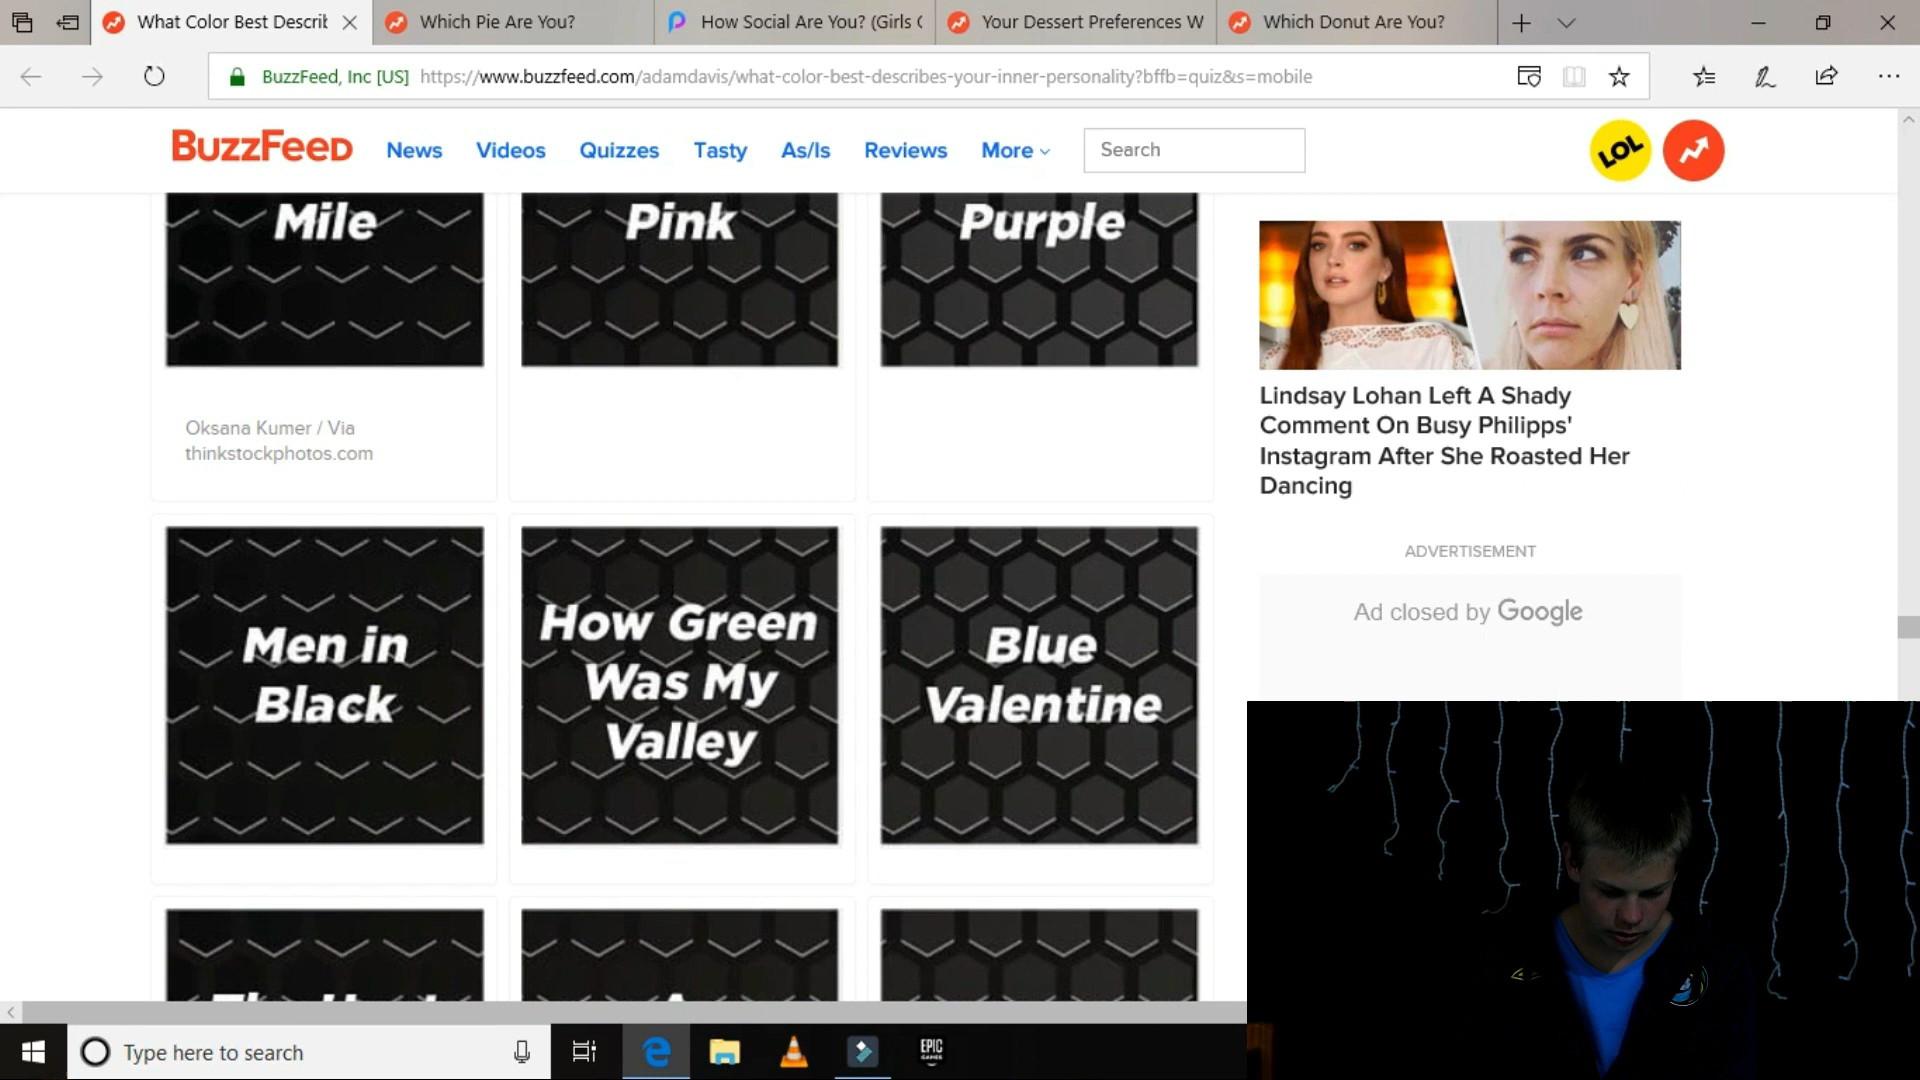 What Color Best Describ
Which Pie Are You?
How Social Are You? (Girls
Your Dessert Preferences W
Which Donut Are You?
BuzzFeed, Inc [US] https://www.buzzfeed.com/adamdavis/what-color-best-describes-your-inner-personality?bffb=quiz&s=mobile
BuzzFeed
News
Videos
Quizzes
Tasty
As/Is
Reviews
More
Search
LOL
Mile
Pink
Purple
Oksana Kumer / Via
thinkstockphotos.com
Men in
Black
How Green
Was My
Valley
Blue
Valentine
Lindsay Lohan Left A Shady
Comment On Busy Philipps'
Instagram After She Roasted Her
Dancing
ADVERTISEMENT
Ad closed by Google
Type here to search
EPIC
GAMES